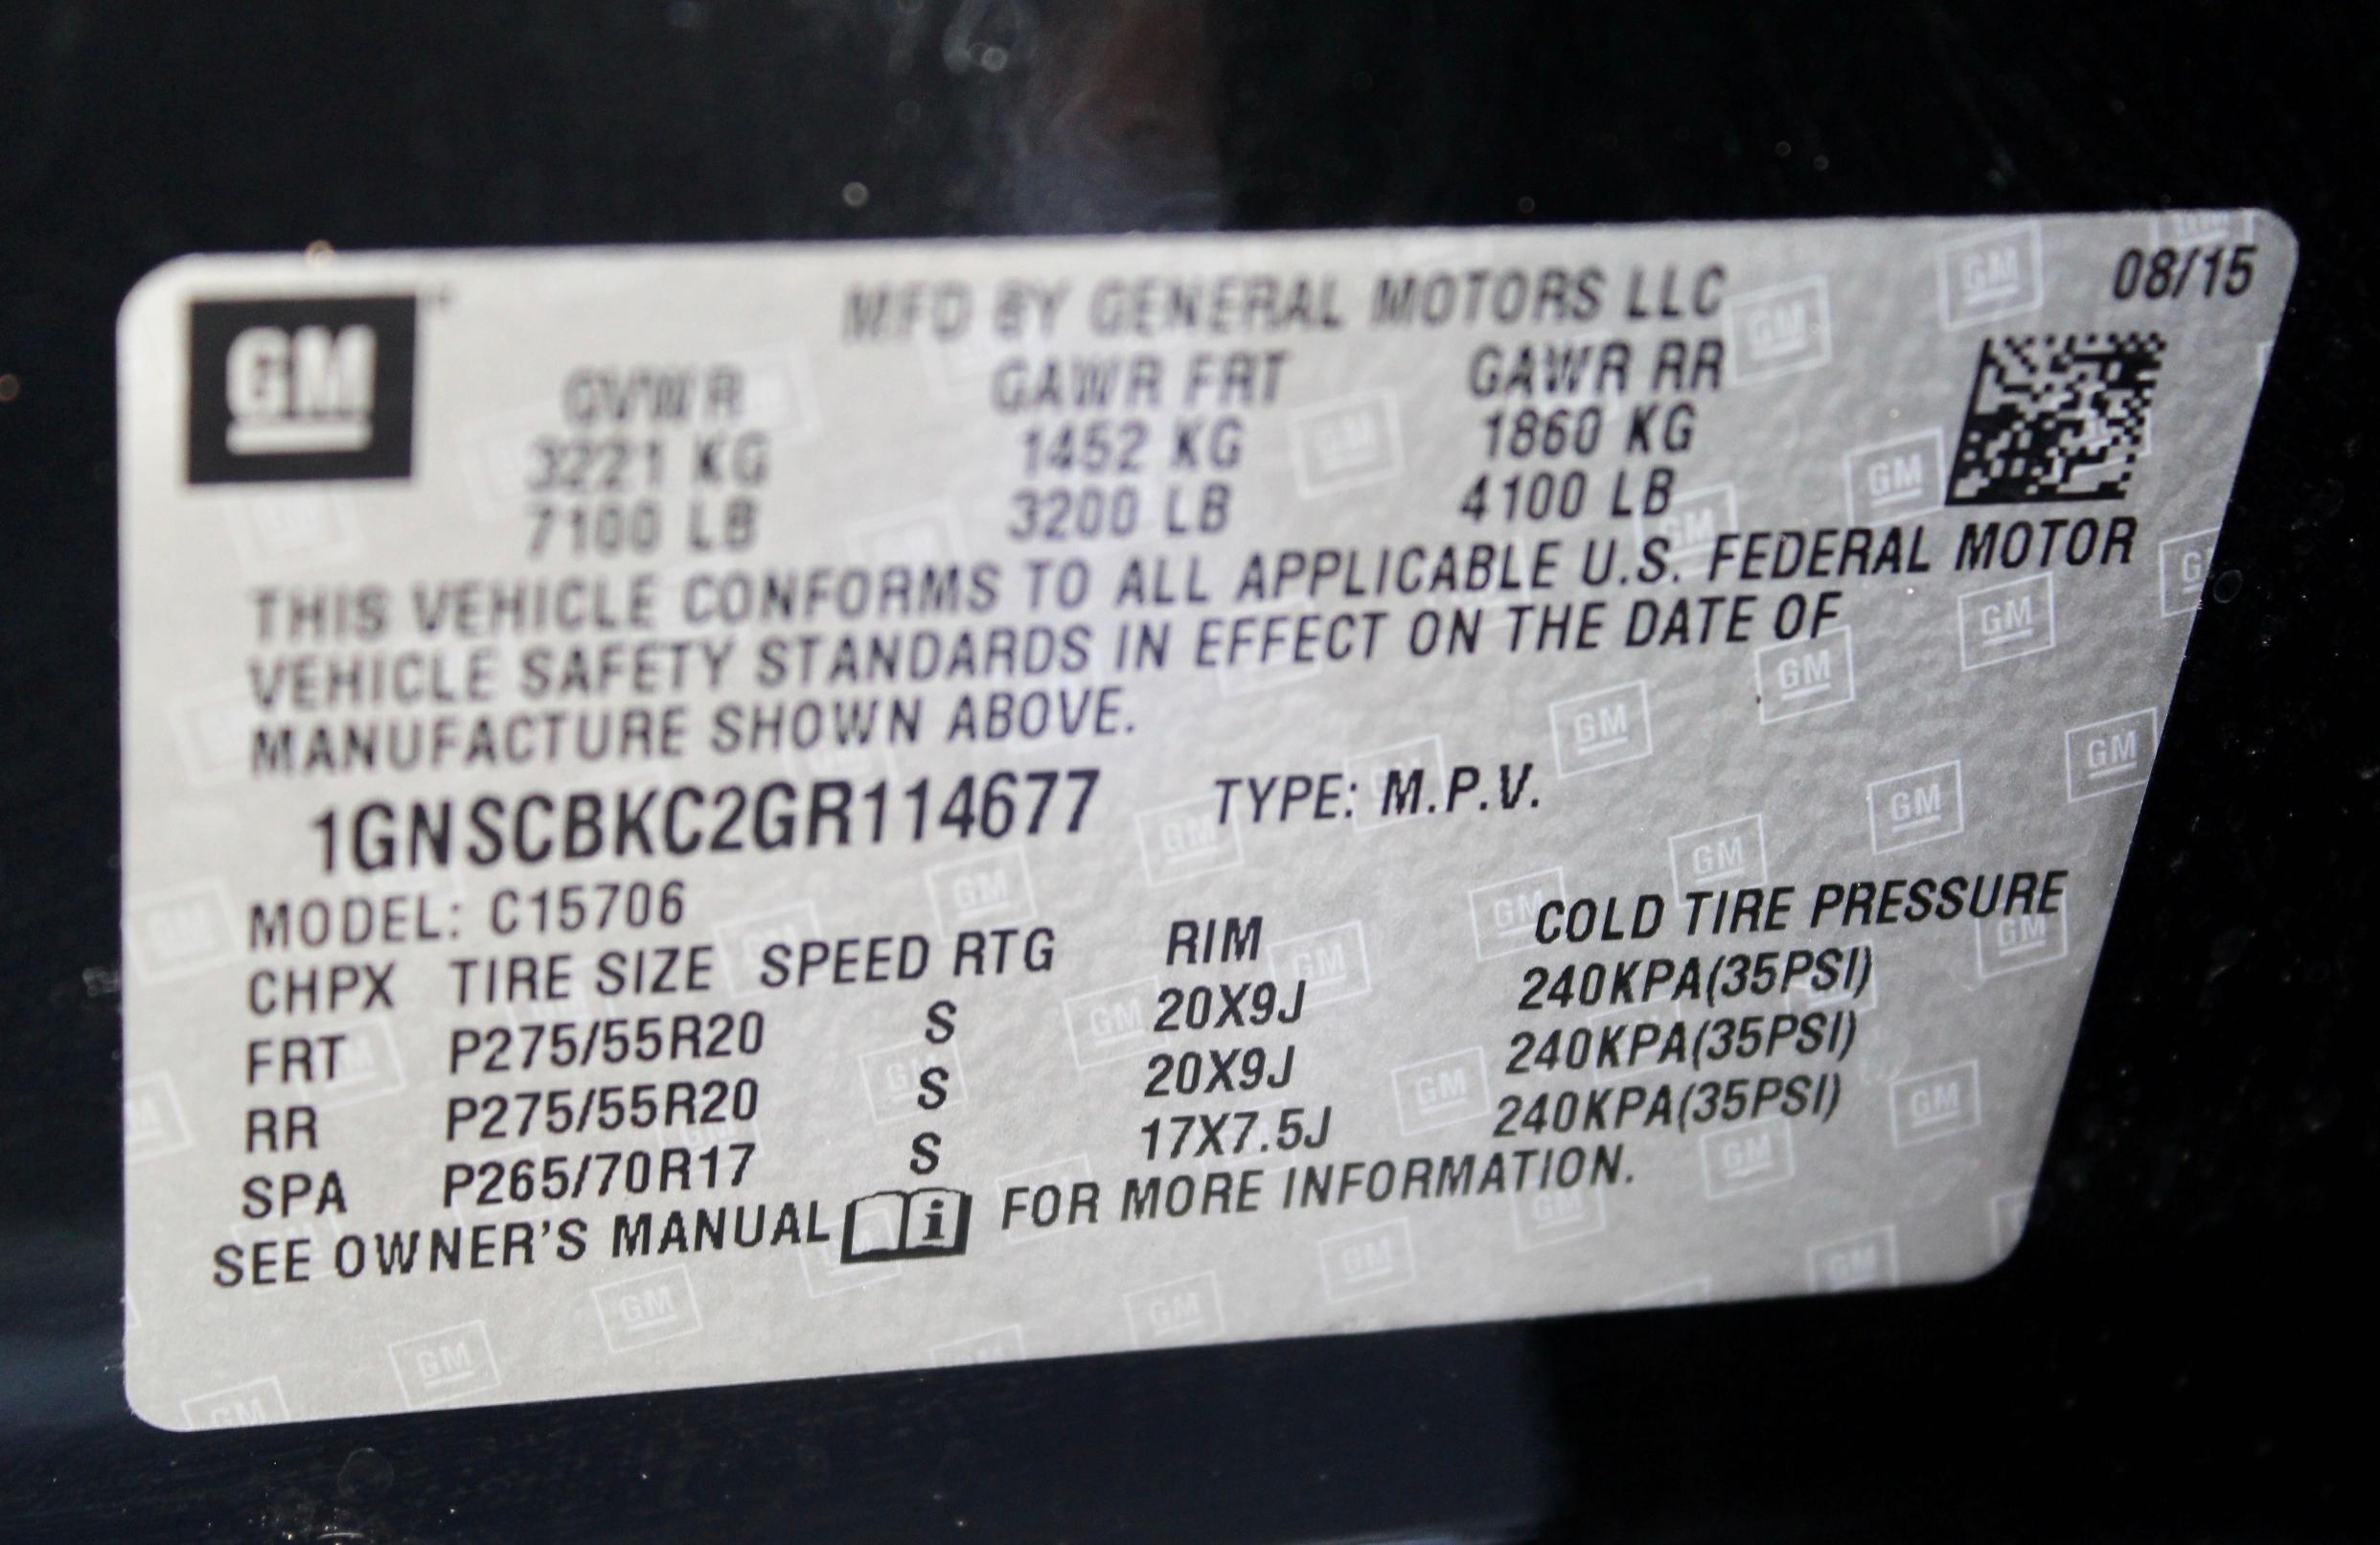 GM
MFD BY GENERAL MOTORS LLC
08/15
GVWR GAWR FRT GAWR RR
3221 KG 1452 KG 1860 KG
7100 LB 3200 LB 4100 LB
THIS VEHICLE CONFORMS TO ALL APPLICABLE U.S. FEDERAL MOTOR
VEHICLE SAFETY STANDARDS IN EFFECT ON THE DATE OF
MANUFACTURE SHOWN ABOVE.
1GNSCBKC2GR114677 TYPE: M.P.V.
MODEL: C15706
CHPX TIRE SIZE SPEED RTG RIM COLD TIRE PRESSURE
FRT P275/55R20 S 20X9J 240KPA(35PSI)
RR P275/55R20 S 20X9J 240KPA(35PSI)
SPA P265/70R17 S 17X7.5J 240KPA(35PSI)
SEE OWNER'S MANUAL i FOR MORE INFORMATION.